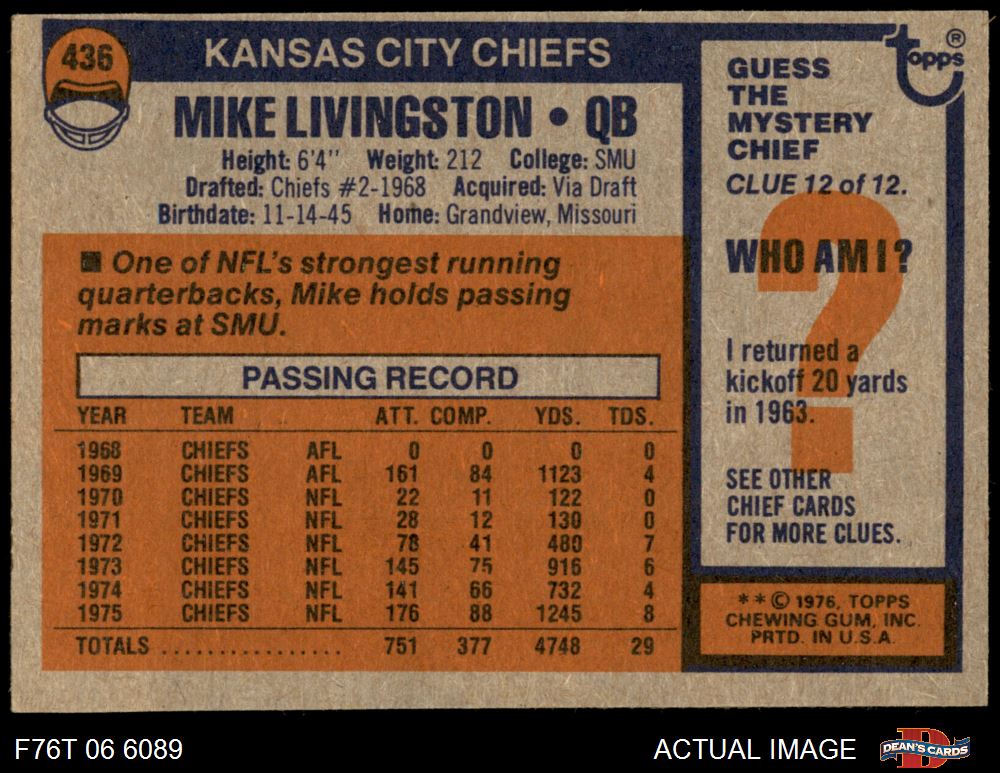 436
KANSAS CITY CHIEFS
MIKE LIVINGSTON • QB
Height: 6'4" Weight: 212 College: SMU
Drafted: Chiefs #2-1968 Acquired: Via Draft
Birthdate: 11-14-45 Home: Grandview, Missouri
■ One of NFL's strongest running
quarterbacks, Mike holds passing
marks at SMU.
PASSING RECORD
YEAR TEAM ATT. COMP. YDS. TDS.
1968 CHIEFS AFL 0 0 0 0
1969 CHIEFS AFL 161 84 1123 4
1970 CHIEFS NFL 22 11 122 0
1971 CHIEFS NFL 28 12 130 0
1972 CHIEFS NFL 78 41 480 7
1973 CHIEFS NFL 145 75 916 6
1974 CHIEFS NFL 141 66 732 4
1975 CHIEFS NFL 176 88 1245 8
TOTALS ................ 751 377 4748 29
topps ®
GUESS
THE
MYSTERY
CHIEF
CLUE 12 of 12.
?
WHO AM I?
I returned a
kickoff 20 yards
in 1963.
SEE OTHER
CHIEF CARDS
FOR MORE CLUES.
**© 1976, TOPPS
CHEWING GUM, INC.
PRTD. IN U.S.A.
F76T 06 6089
ACTUAL IMAGE
D
DEAN'S CARDS